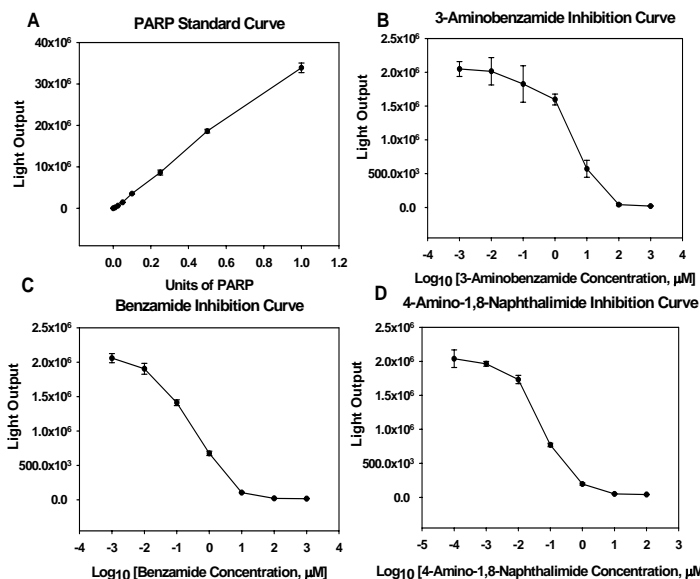 A
PARP Standard Curve
40x10⁶
30x10⁶
20x10⁶
10x10⁶
0
Light Output
0.0 0.2 0.4 0.6 0.8 1.0 1.2
Units of PARP
B
3-Aminobenzamide Inhibition Curve
2.5x10⁶
2.0x10⁶
1.5x10⁶
1.0x10⁶
500.0x10³
0.0
Light Output
-4 -3 -2 -1 0 1 2 3 4
Log₁₀ [3-Aminobenzamide Concentration, µM]
C
Benzamide Inhibition Curve
2.5x10⁶
2.0x10⁶
1.5x10⁶
1.0x10⁶
500.0x10³
0.0
Light Output
-4 -3 -2 -1 0 1 2 3 4
Log₁₀ [Benzamide Concentration, µM]
D
4-Amino-1,8-Naphthalimide Inhibition Curve
2.5x10⁶
2.0x10⁶
1.5x10⁶
1.0x10⁶
500.0x10³
0.0
Light Output
-5 -4 -3 -2 -1 0 1 2 3
Log₁₀ [4-Amino-1,8-Naphthalimide Concentration, µM